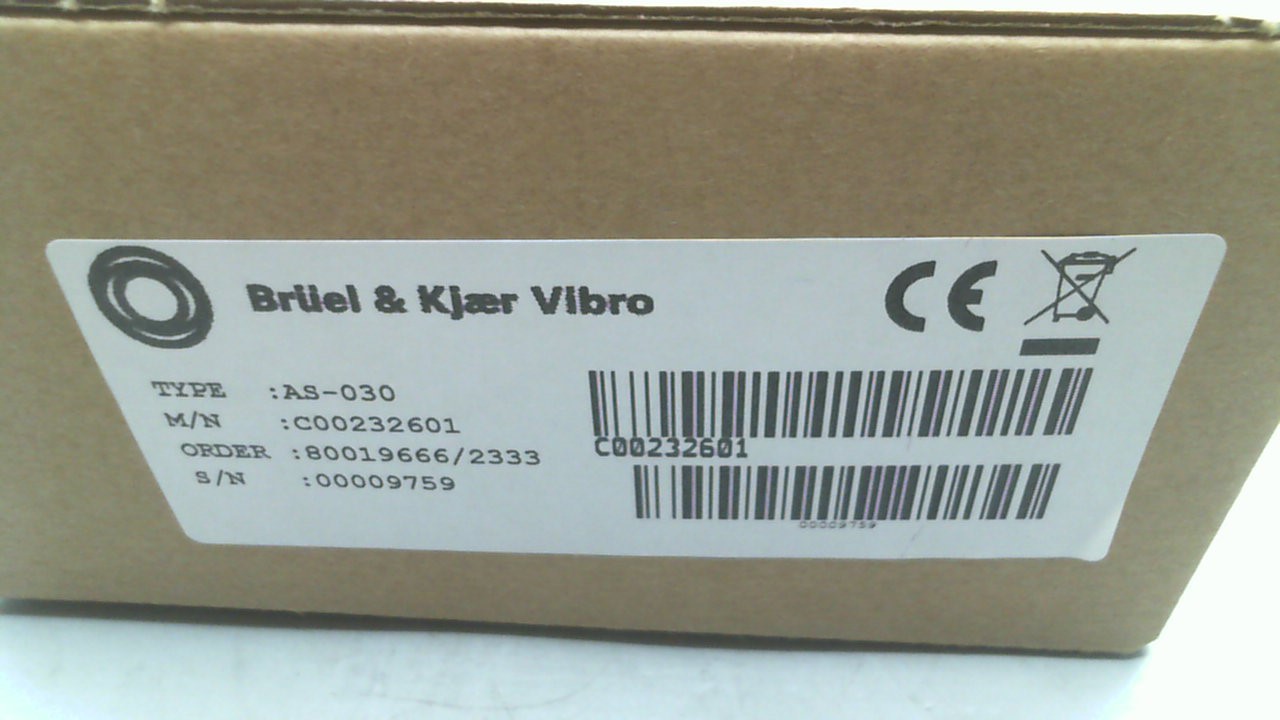 Brüel & Kjær Vibro
CE
TYPE :AS-030
M/N :C00232601
ORDER :80019666/2333
S/N :00009759
C00232601
00009759